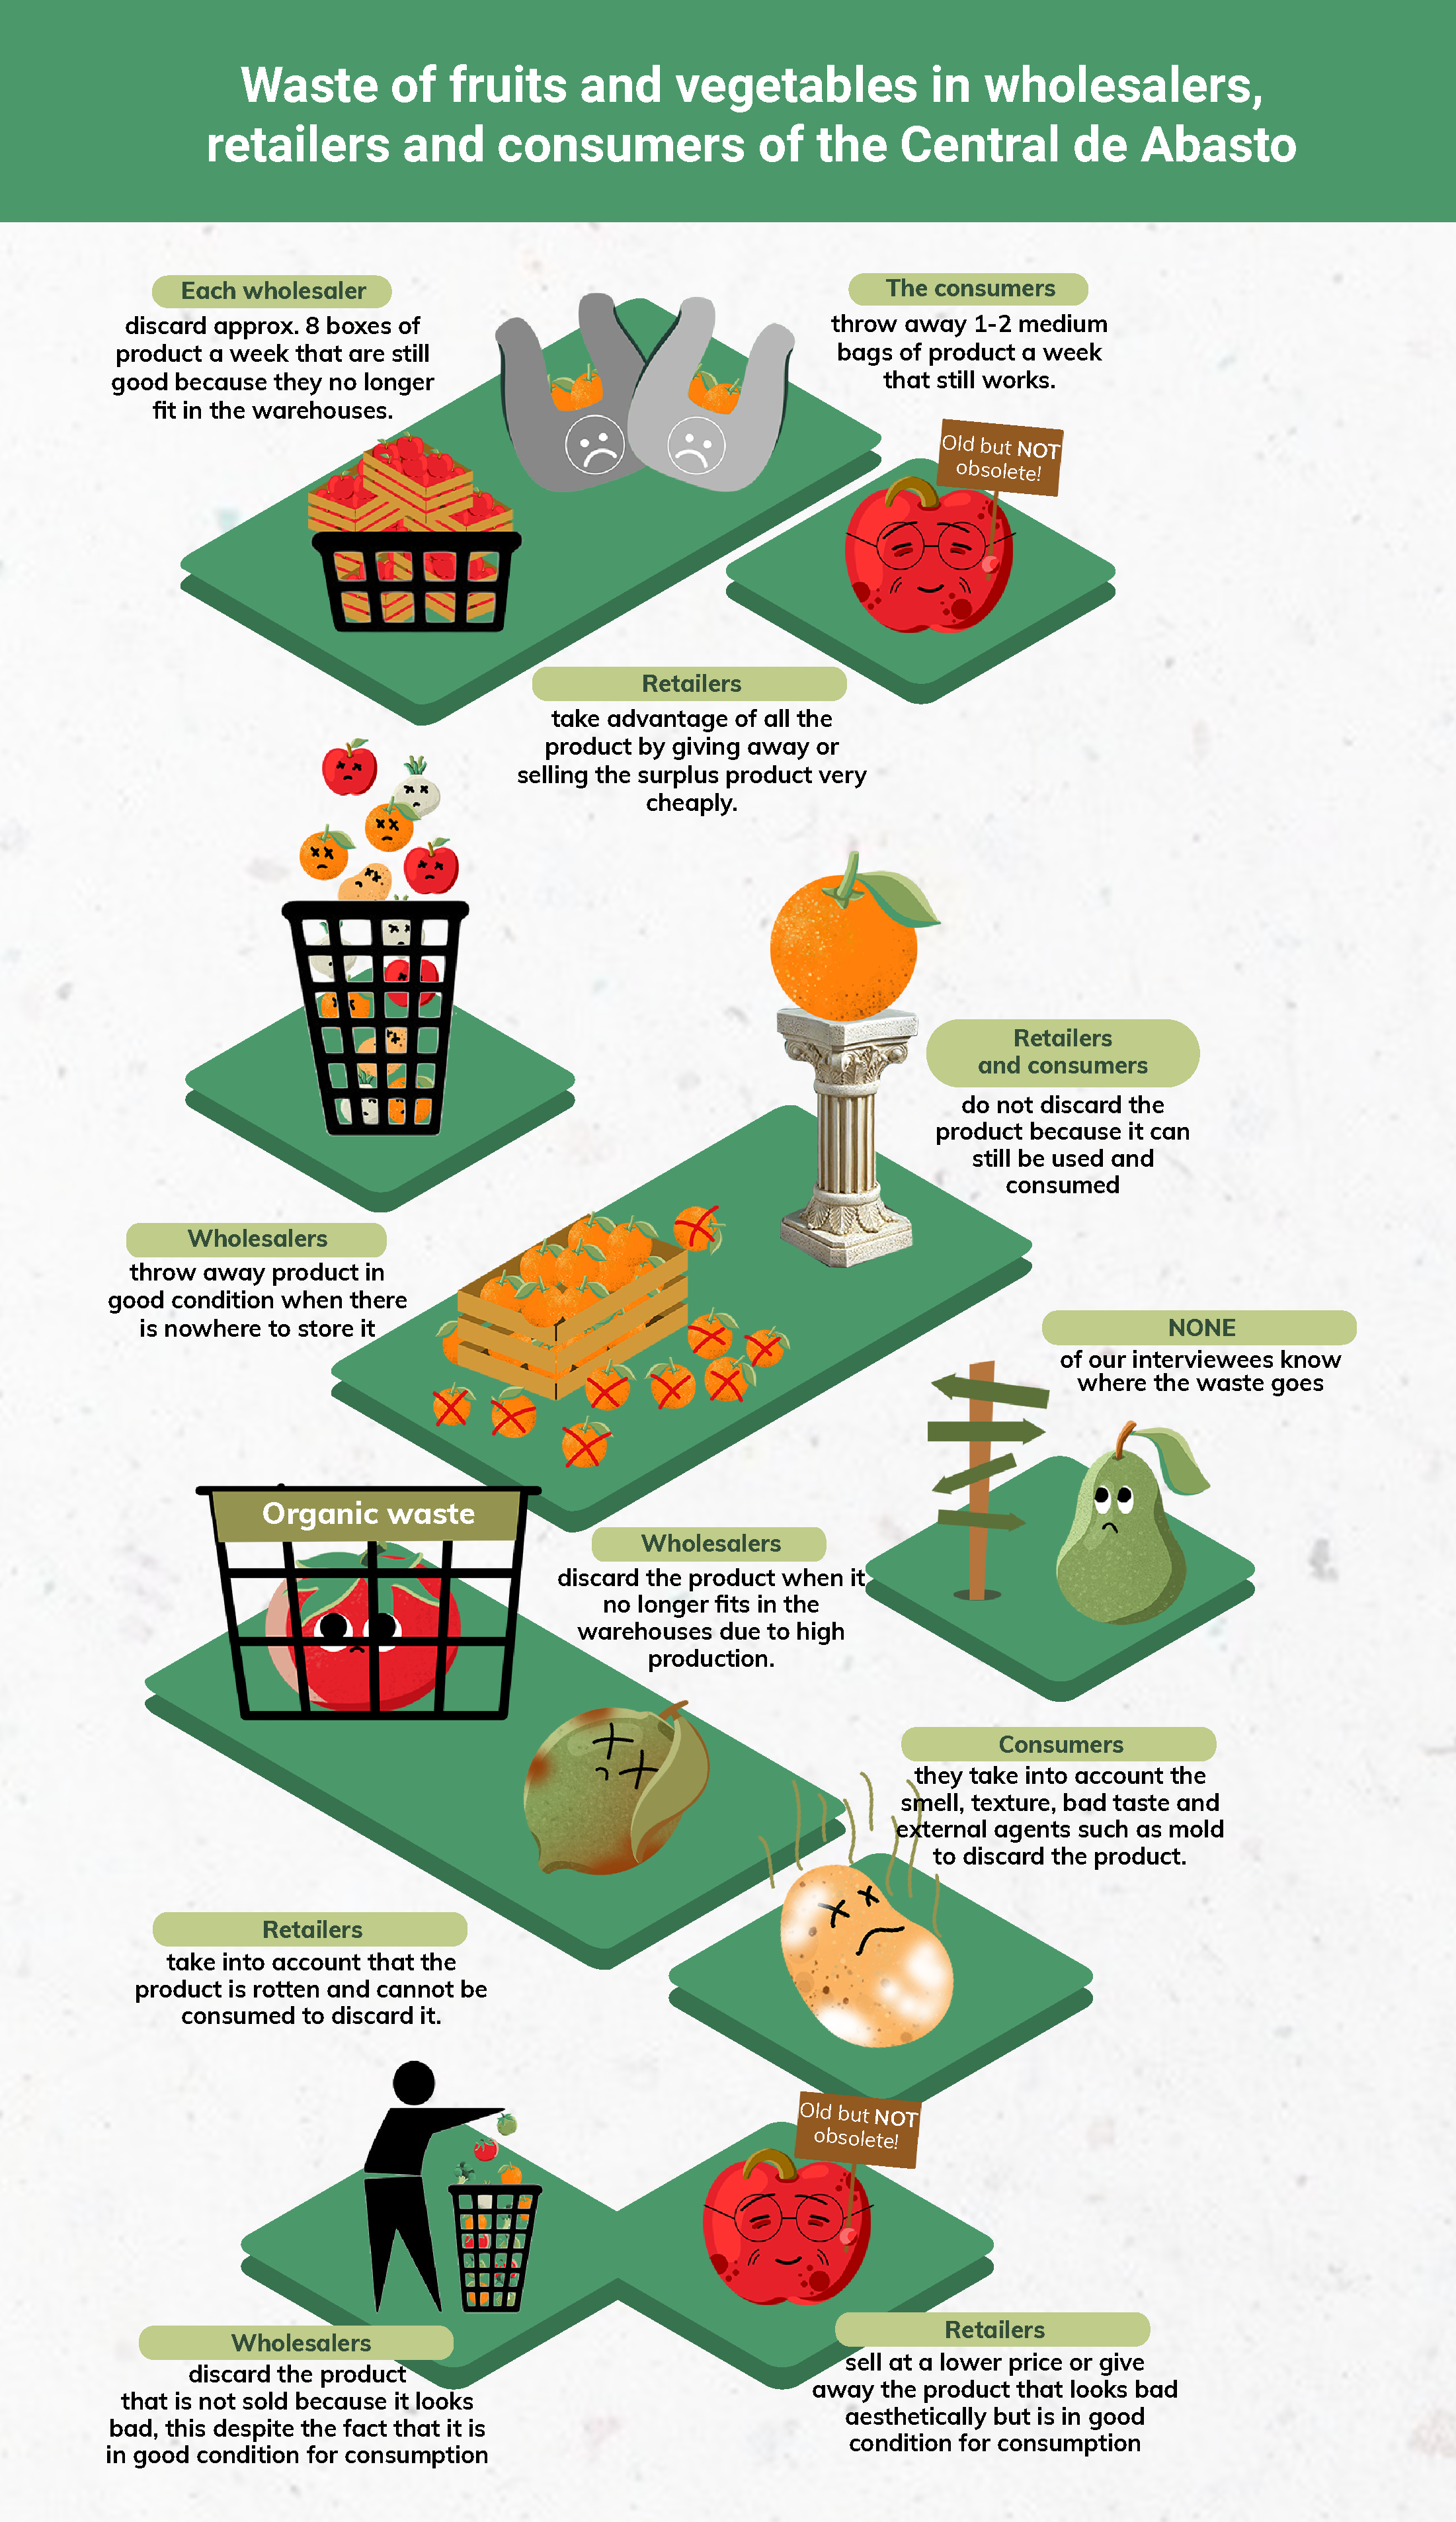 Waste of fruits and vegetables in wholesalers,
retailers and consumers of the Central de Abasto
Each wholesaler
discard approx. 8 boxes of
product a week that are still
good because they no longer
fit in the warehouses.
The consumers
throw away 1-2 medium
bags of product a week
that still works.
Old but NOT
obsolete!
Retailers
take advantage of all the
product by giving away or
selling the surplus product very
cheaply.
Retailers
and consumers
do not discard the
product because it can
still be used and
consumed
Wholesalers
throw away product in
good condition when there
is nowhere to store it
NONE
of our interviewees know
where the waste goes
Organic waste
Wholesalers
discard the product when it
no longer fits in the
warehouses due to high
production.
Consumers
they take into account the
smell, texture, bad taste and
external agents such as mold
to discard the product.
Retailers
take into account that the
product is rotten and cannot be
consumed to discard it.
Old but NOT
obsolete!
Wholesalers
discard the product
that is not sold because it looks
bad, this despite the fact that it is
in good condition for consumption
Retailers
sell at a lower price or give
away the product that looks bad
aesthetically but is in good
condition for consumption